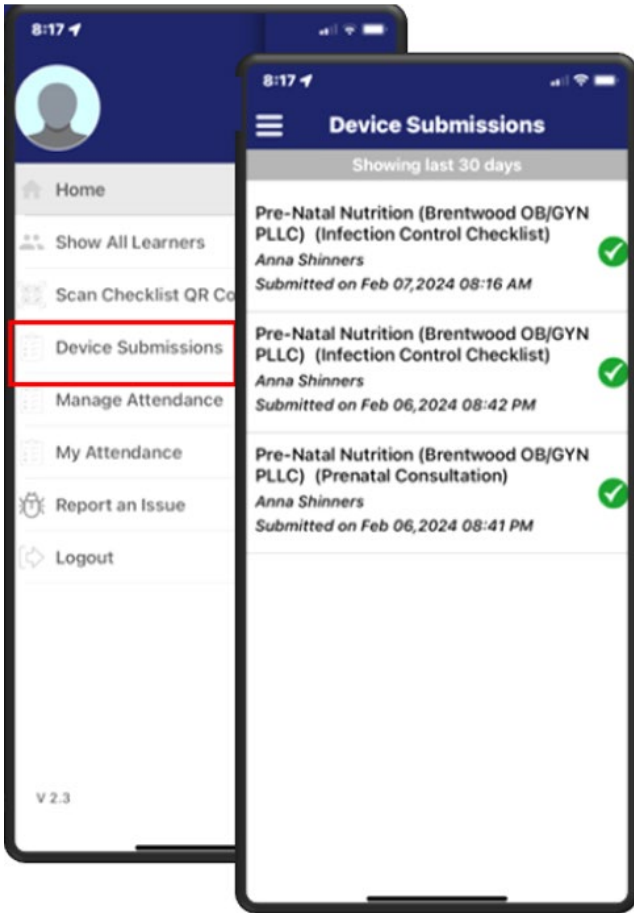 8:17
Home
Show All Learners
Scan Checklist QR Co
Device Submissions
Manage Attendance
My Attendance
Report an Issue
Logout
V 2.3
8:17
Device Submissions
Showing last 30 days
Pre-Natal Nutrition (Brentwood OB/GYN
PLLC) (Infection Control Checklist)
Anna Shinners
Submitted on Feb 07,2024 08:16 AM
Pre-Natal Nutrition (Brentwood OB/GYN
PLLC) (Infection Control Checklist)
Anna Shinners
Submitted on Feb 06,2024 08:42 PM
Pre-Natal Nutrition (Brentwood OB/GYN
PLLC) (Prenatal Consultation)
Anna Shinners
Submitted on Feb 06,2024 08:41 PM